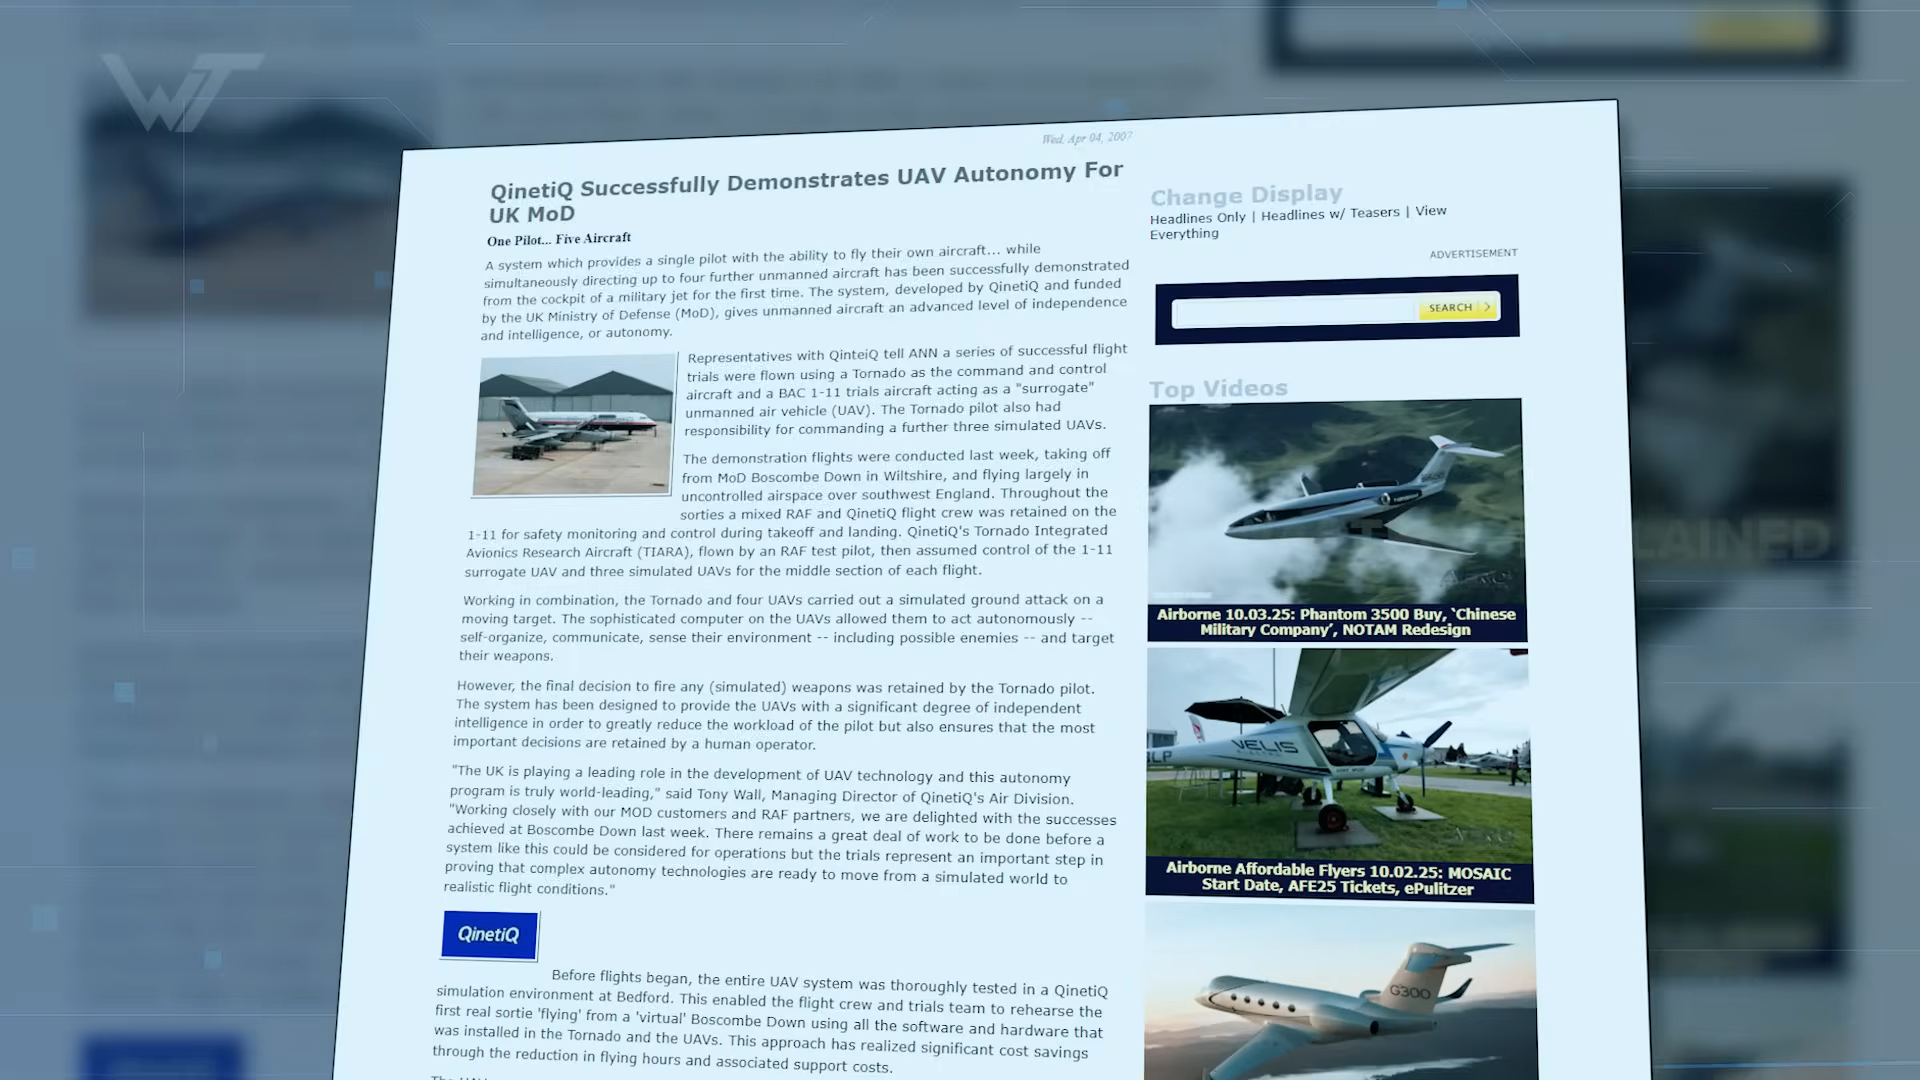 WT
Wed, Apr 04, 2007
QinetiQ Successfully Demonstrates UAV Autonomy For
UK MoD
One Pilot... Five Aircraft
A system which provides a single pilot with the ability to fly their own aircraft... while
simultaneously directing up to four further unmanned aircraft has been successfully demonstrated
from the cockpit of a military jet for the first time. The system, developed by QinetiQ and funded
by the UK Ministry of Defense (MoD), gives unmanned aircraft an advanced level of independence
and intelligence, or autonomy.
Representatives with QinteiQ tell ANN a series of successful flight
trials were flown using a Tornado as the command and control
aircraft and a BAC 1-11 trials aircraft acting as a "surrogate"
unmanned air vehicle (UAV). The Tornado pilot also had
responsibility for commanding a further three simulated UAVs.
The demonstration flights were conducted last week, taking off
from MoD Boscombe Down in Wiltshire, and flying largely in
uncontrolled airspace over southwest England. Throughout the
sorties a mixed RAF and QinetiQ flight crew was retained on the
1-11 for safety monitoring and control during takeoff and landing. QinetiQ's Tornado Integrated
Avionics Research Aircraft (TIARA), flown by an RAF test pilot, then assumed control of the 1-11
surrogate UAV and three simulated UAVs for the middle section of each flight.
Working in combination, the Tornado and four UAVs carried out a simulated ground attack on a
moving target. The sophisticated computer on the UAVs allowed them to act autonomously --
self-organize, communicate, sense their environment -- including possible enemies -- and target
their weapons.
However, the final decision to fire any (simulated) weapons was retained by the Tornado pilot.
The system has been designed to provide the UAVs with a significant degree of independent
intelligence in order to greatly reduce the workload of the pilot but also ensures that the most
important decisions are retained by a human operator.
"The UK is playing a leading role in the development of UAV technology and this autonomy
program is truly world-leading," said Tony Wall, Managing Director of QinetiQ's Air Division.
"Working closely with our MOD customers and RAF partners, we are delighted with the successes
achieved at Boscombe Down last week. There remains a great deal of work to be done before a
system like this could be considered for operations but the trials represent an important step in
proving that complex autonomy technologies are ready to move from a simulated world to
realistic flight conditions."
QinetiQ
Before flights began, the entire UAV system was thoroughly tested in a QinetiQ
simulation environment at Bedford. This enabled the flight crew and trials team to rehearse the
first real sortie 'flying' from a 'virtual' Boscombe Down using all the software and hardware that
was installed in the Tornado and the UAVs. This approach has realized significant cost savings
through the reduction in flying hours and associated support costs.
Change Display
Headlines Only | Headlines w/ Teasers | View
Everything
ADVERTISEMENT
SEARCH
Top Videos
Airborne 10.03.25: Phantom 3500 Buy, 'Chinese
Military Company', NOTAM Redesign
VELIS
Airborne Affordable Flyers 10.02.25: MOSAIC
Start Date, AFE25 Tickets, ePulitzer
G300